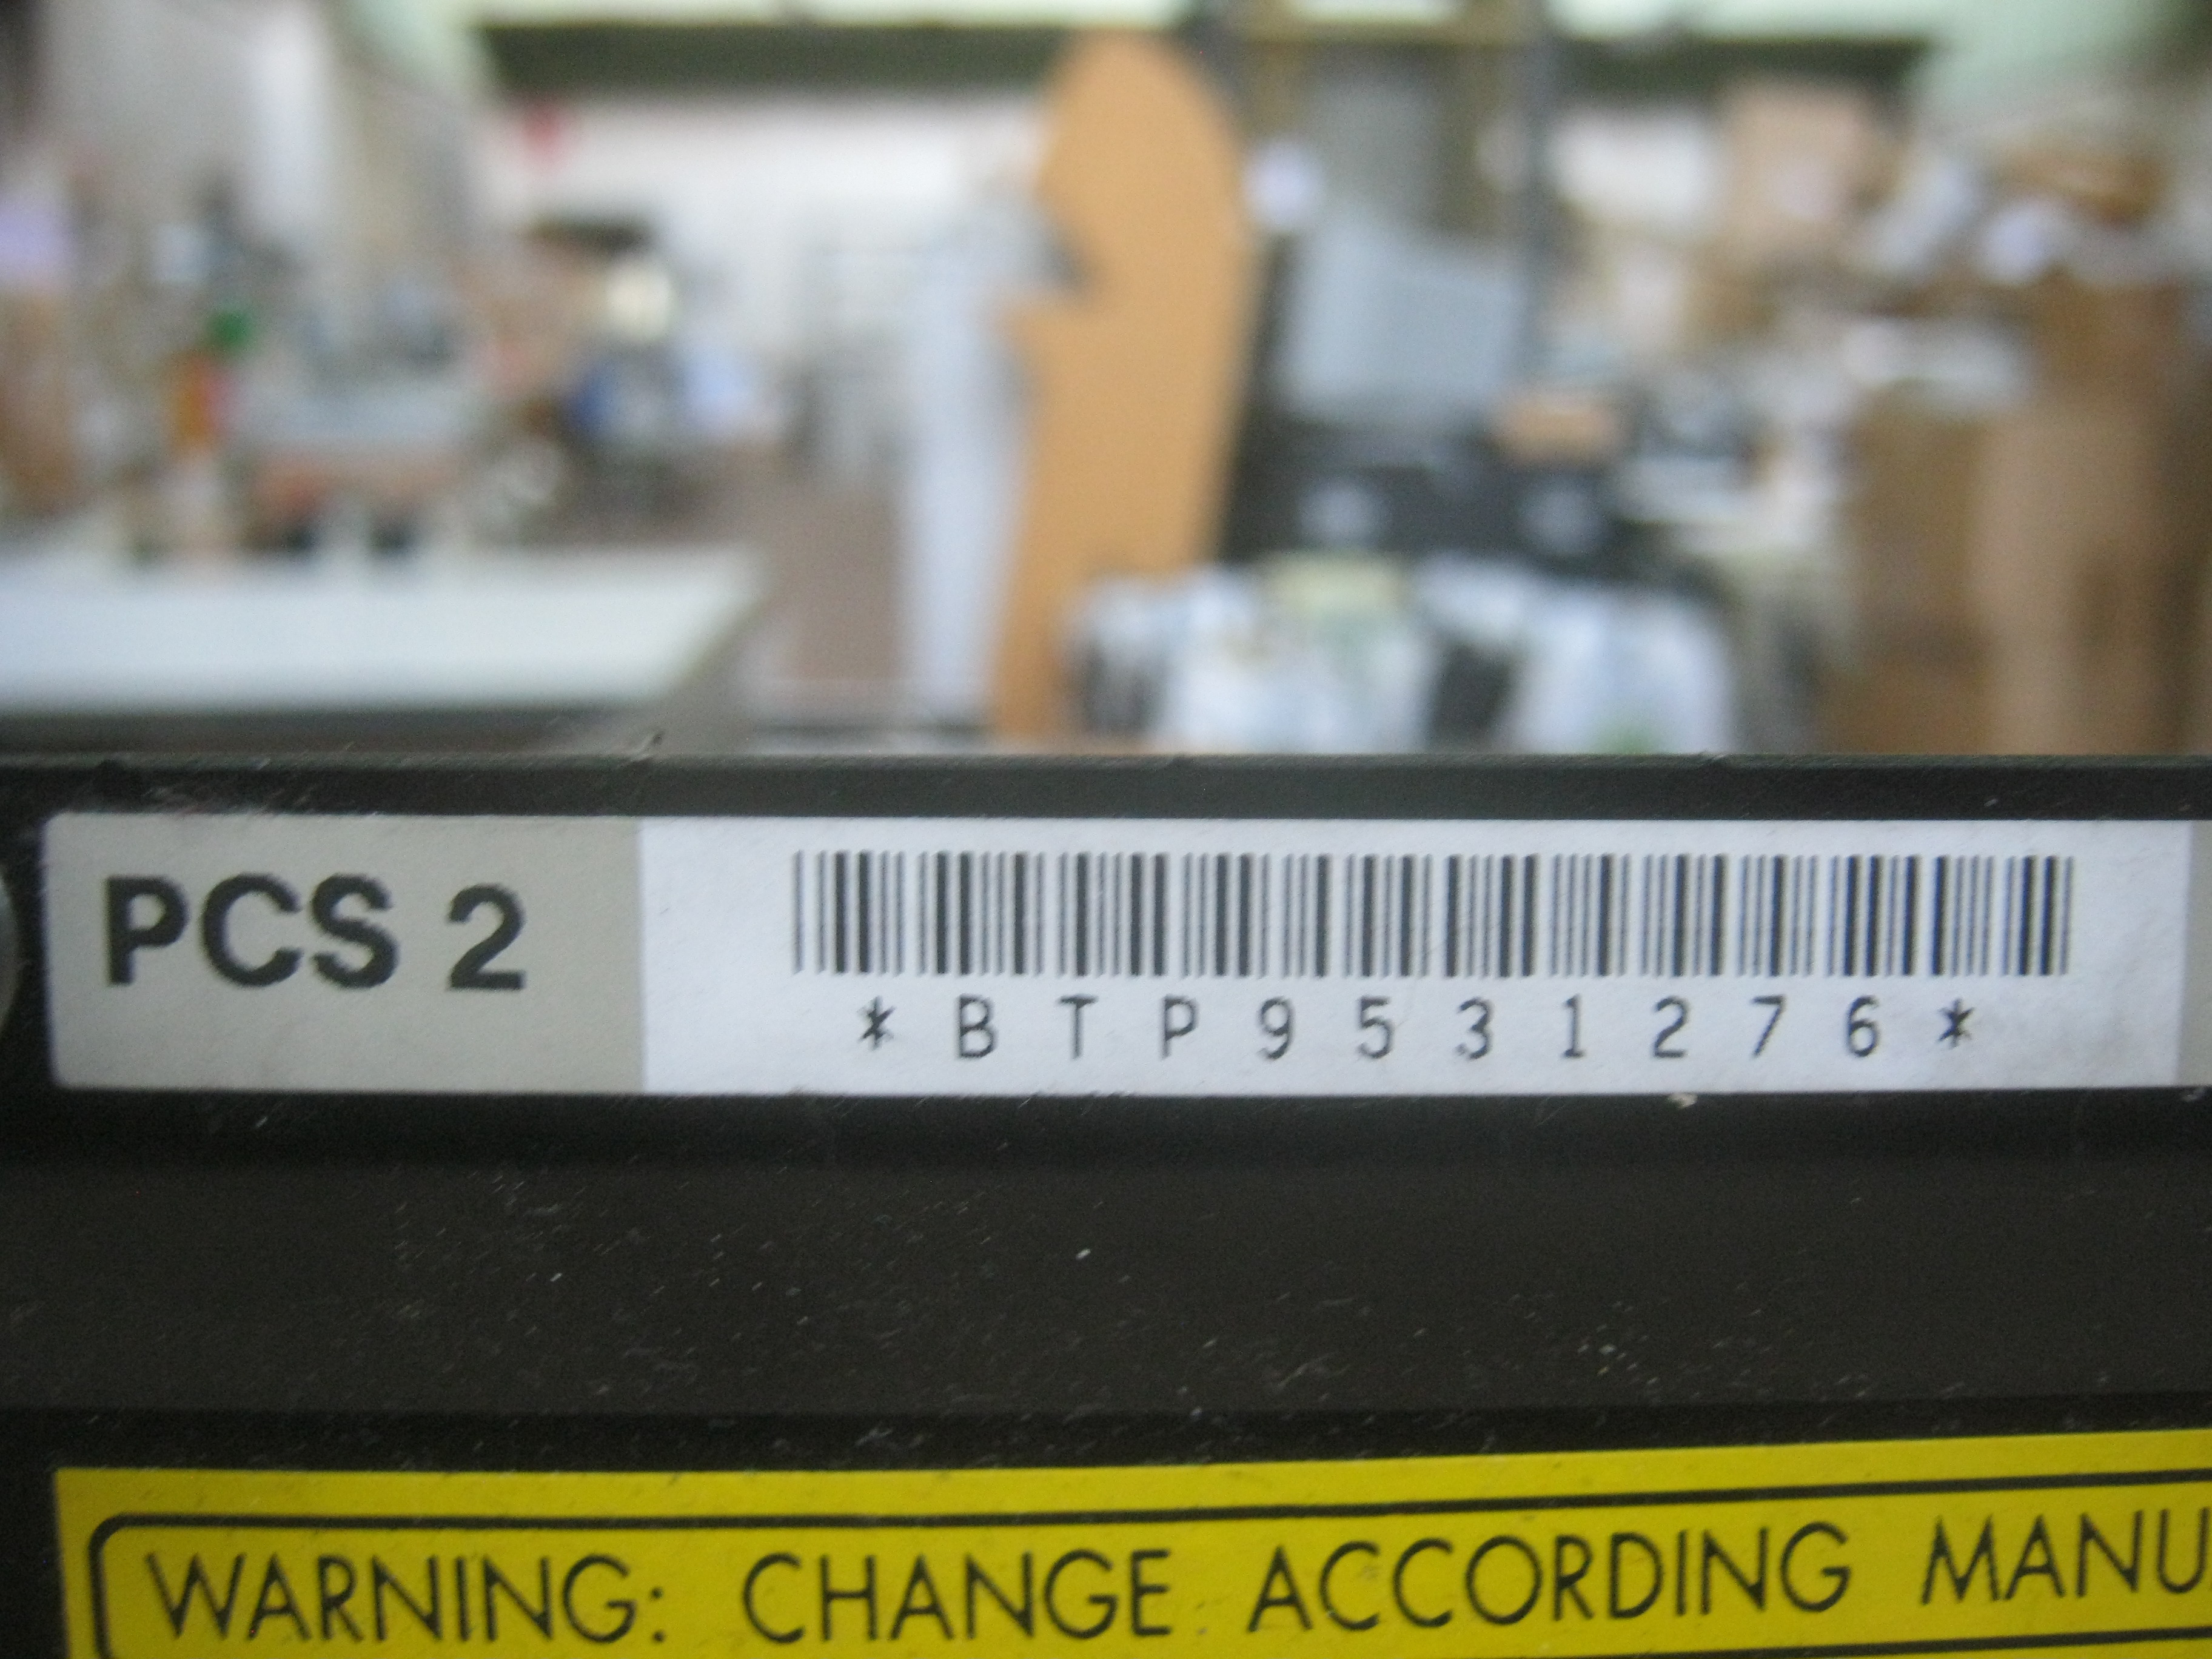 PCS 2
*BTP9531276*
WARNING: CHANGE ACCORDING MANU